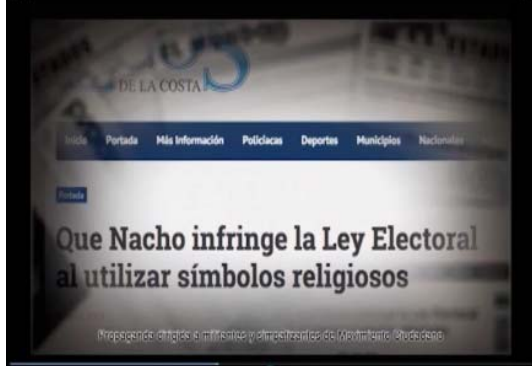 DE LA COSTA
Inicio Portada Más Información Policiacas Deportes Municipios Nacionales
Portada
Que Nacho infringe la Ley Electoral
al utilizar símbolos religiosos
Propaganda dirigida a militantes y simpatizantes de Movimiento Ciudadano